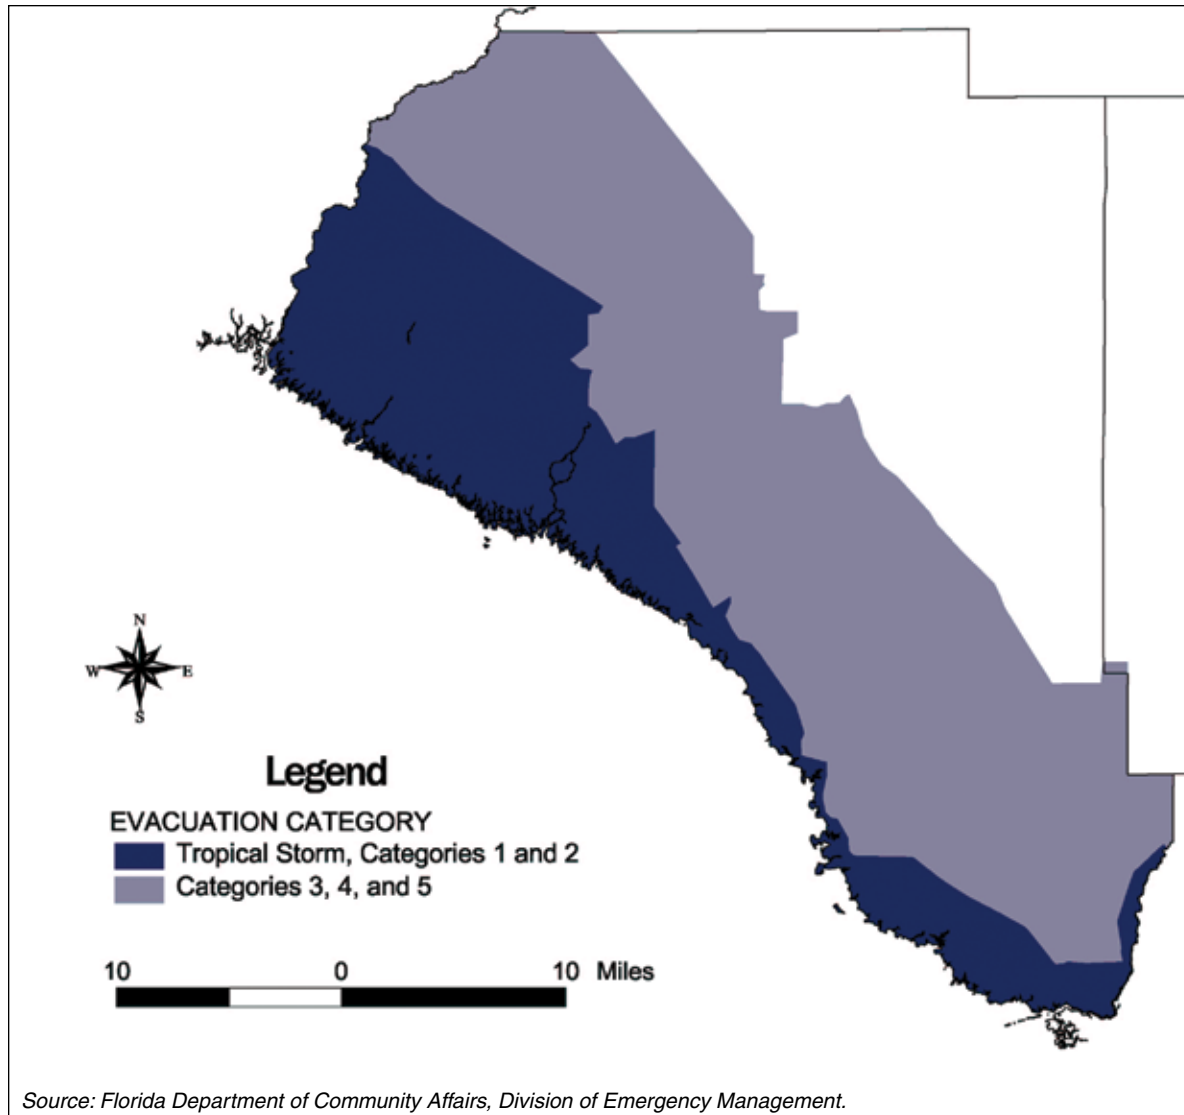 N
W E
S
Legend
EVACUATION CATEGORY
Tropical Storm, Categories 1 and 2
Categories 3, 4, and 5
10 0 10 Miles
Source: Florida Department of Community Affairs, Division of Emergency Management.